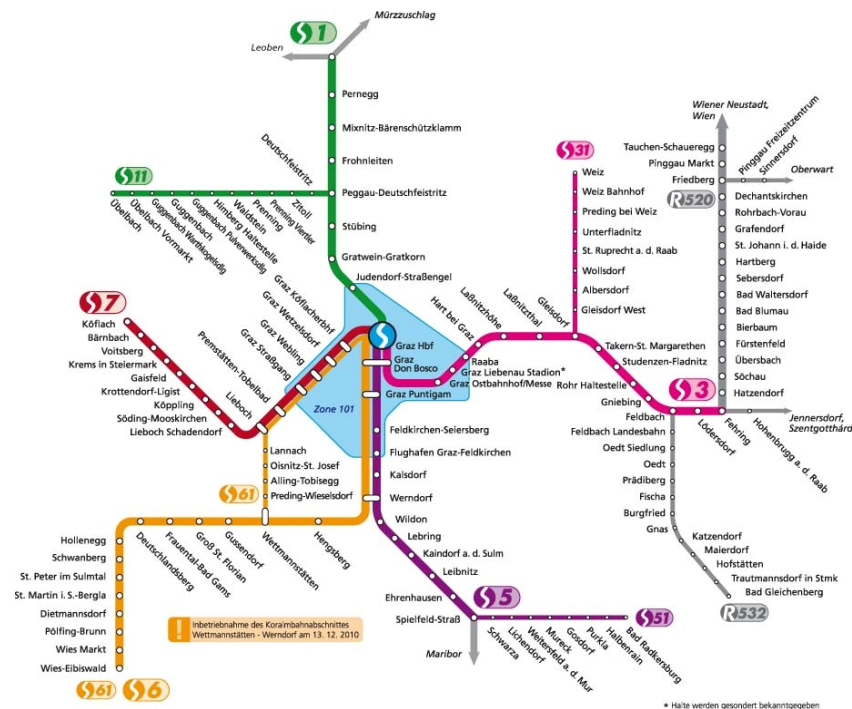 Mürzzuschlag
S1
Leoben
Pernegg
Mixnitz-Bärenschützklamm
Frohnleiten
Deutschfeistritz
Peggau-Deutschfeistritz
Stübing
Gratwein-Gratkorn
Judendorf-Straßengel
S11
Übelbach
Übelbach Vormarkt
Guggenbach Warthkogelsdlg
Guggenbach
Guggenbach Pulverwerksdlg
Himberg Haltestelle
Waldstein
Prenning
Prenning Viertler
Zitoll
S7
Köflach
Bärnbach
Voitsberg
Krems in Steiermark
Gaisfeld
Krottendorf-Ligist
Köppling
Söding-Mooskirchen
Lieboch Schadendorf
Lieboch
Premstätten-Tobelbad
Graz Straßgang
Graz Webling
Graz Wetzelsdorf
Graz Köflacherbhf
S
Graz Hbf
Graz
Don Bosco
Graz Puntigam
Zone 101
Graz Ostbahnhof/Messe
Graz Liebenau Stadion*
Raaba
Hart bei Graz
Laßnitzhöhe
Laßnitzthal
Gleisdorf
S31
Weiz
Weiz Bahnhof
Preding bei Weiz
Unterfladnitz
St. Ruprecht a. d. Raab
Wollsdorf
Albersdorf
Gleisdorf West
Takern-St. Margarethen
Studenzen-Fladnitz
Rohr Haltestelle
Gniebing
Feldbach
S3
Lödersdorf
Fehring
Hohenbrugg a. d. Raab
Jennersdorf,
Szentgotthárd
Wiener Neustadt,
Wien
Tauchen-Schaueregg
Pinggau Markt
Friedberg
Pinggau Freizeitzentrum
Sinnersdorf
Oberwart
R520
Dechantskirchen
Rohrbach-Vorau
Grafendorf
St. Johann i. d. Haide
Hartberg
Sebersdorf
Bad Waltersdorf
Bad Blumau
Bierbaum
Fürstenfeld
Übersbach
Söchau
Hatzendorf
Feldbach Landesbahn
Oedt Siedlung
Oedt
Prädiberg
Fischa
Burgfried
Gnas
Katzendorf
Maierdorf
Hofstätten
Trautmannsdorf in Stmk
Bad Gleichenberg
R532
Feldkirchen-Seiersberg
Flughafen Graz-Feldkirchen
Kalsdorf
Werndorf
Wildon
Lebring
Kaindorf a. d. Sulm
Leibnitz
Ehrenhausen
Spielfeld-Straß
S5
Maribor
S51
Schwarza
Lichendorf
Weitersfeld a. d. Mur
Mureck
Gosdorf
Purkla
Halbenrain
Bad Radkersburg
Lannach
Oisnitz-St. Josef
Alling-Tobisegg
Preding-Wieselsdorf
S61
Hengsberg
Wettmannstätten
Gussendorf
Groß St. Florian
Frauental-Bad Gams
Deutschlandsberg
Hollenegg
Schwanberg
St. Peter im Sulmtal
St. Martin i. S.-Bergla
Dietmannsdorf
Pölfing-Brunn
Wies Markt
Wies-Eibiswald
S61
S6
!
Inbetriebnahme des Koralmbahnabschnittes
Wettmannstätten - Werndorf am 13. 12. 2010
* Halte werden gesondert bekanntgegeben